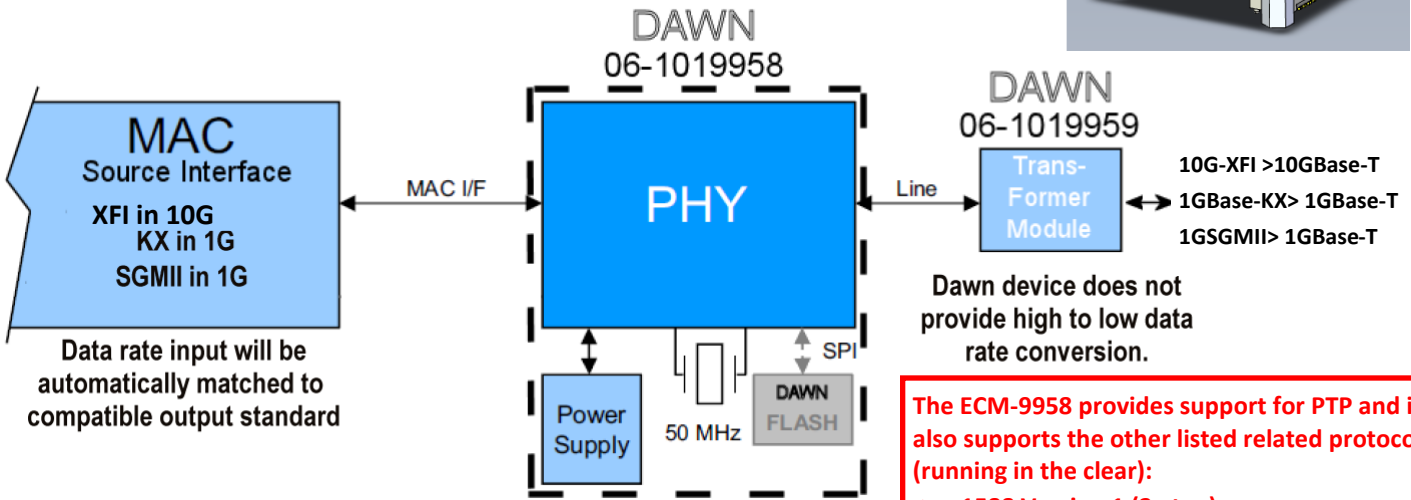 DAWN
06-1019958
DAWN
06-1019959
MAC
Source Interface
XFI in 10G
KX in 1G
SGMII in 1G
MAC I/F
PHY
Line
Trans-
Former
Module
10G-XFI >10GBase-T
1GBase-KX> 1GBase-T
1GSGMII> 1GBase-T
Data rate input will be
automatically matched to
compatible output standard
Power
Supply
50 MHz
SPI
DAWN
FLASH
Dawn device does not
provide high to low data
rate conversion.
The ECM-9958 provides support for PTP and
also supports the other listed related
(running in the clear):